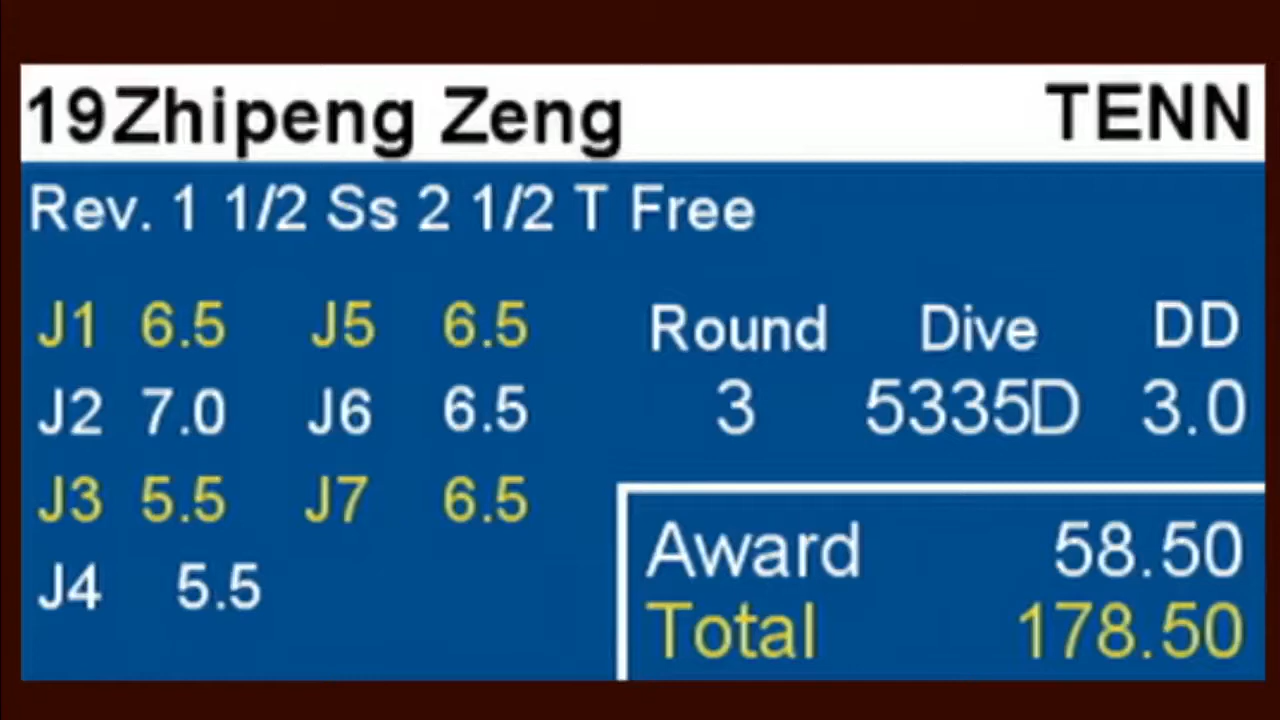 19 Zhipeng Zeng TENN
Rev. 1 1/2 Ss 2 1/2 T Free
J1 6.5 J5 6.5 Round Dive DD
J2 7.0 J6 6.5 3 5335D 3.0
J3 5.5 J7 6.5
J4 5.5 Award 58.50
Total 178.50